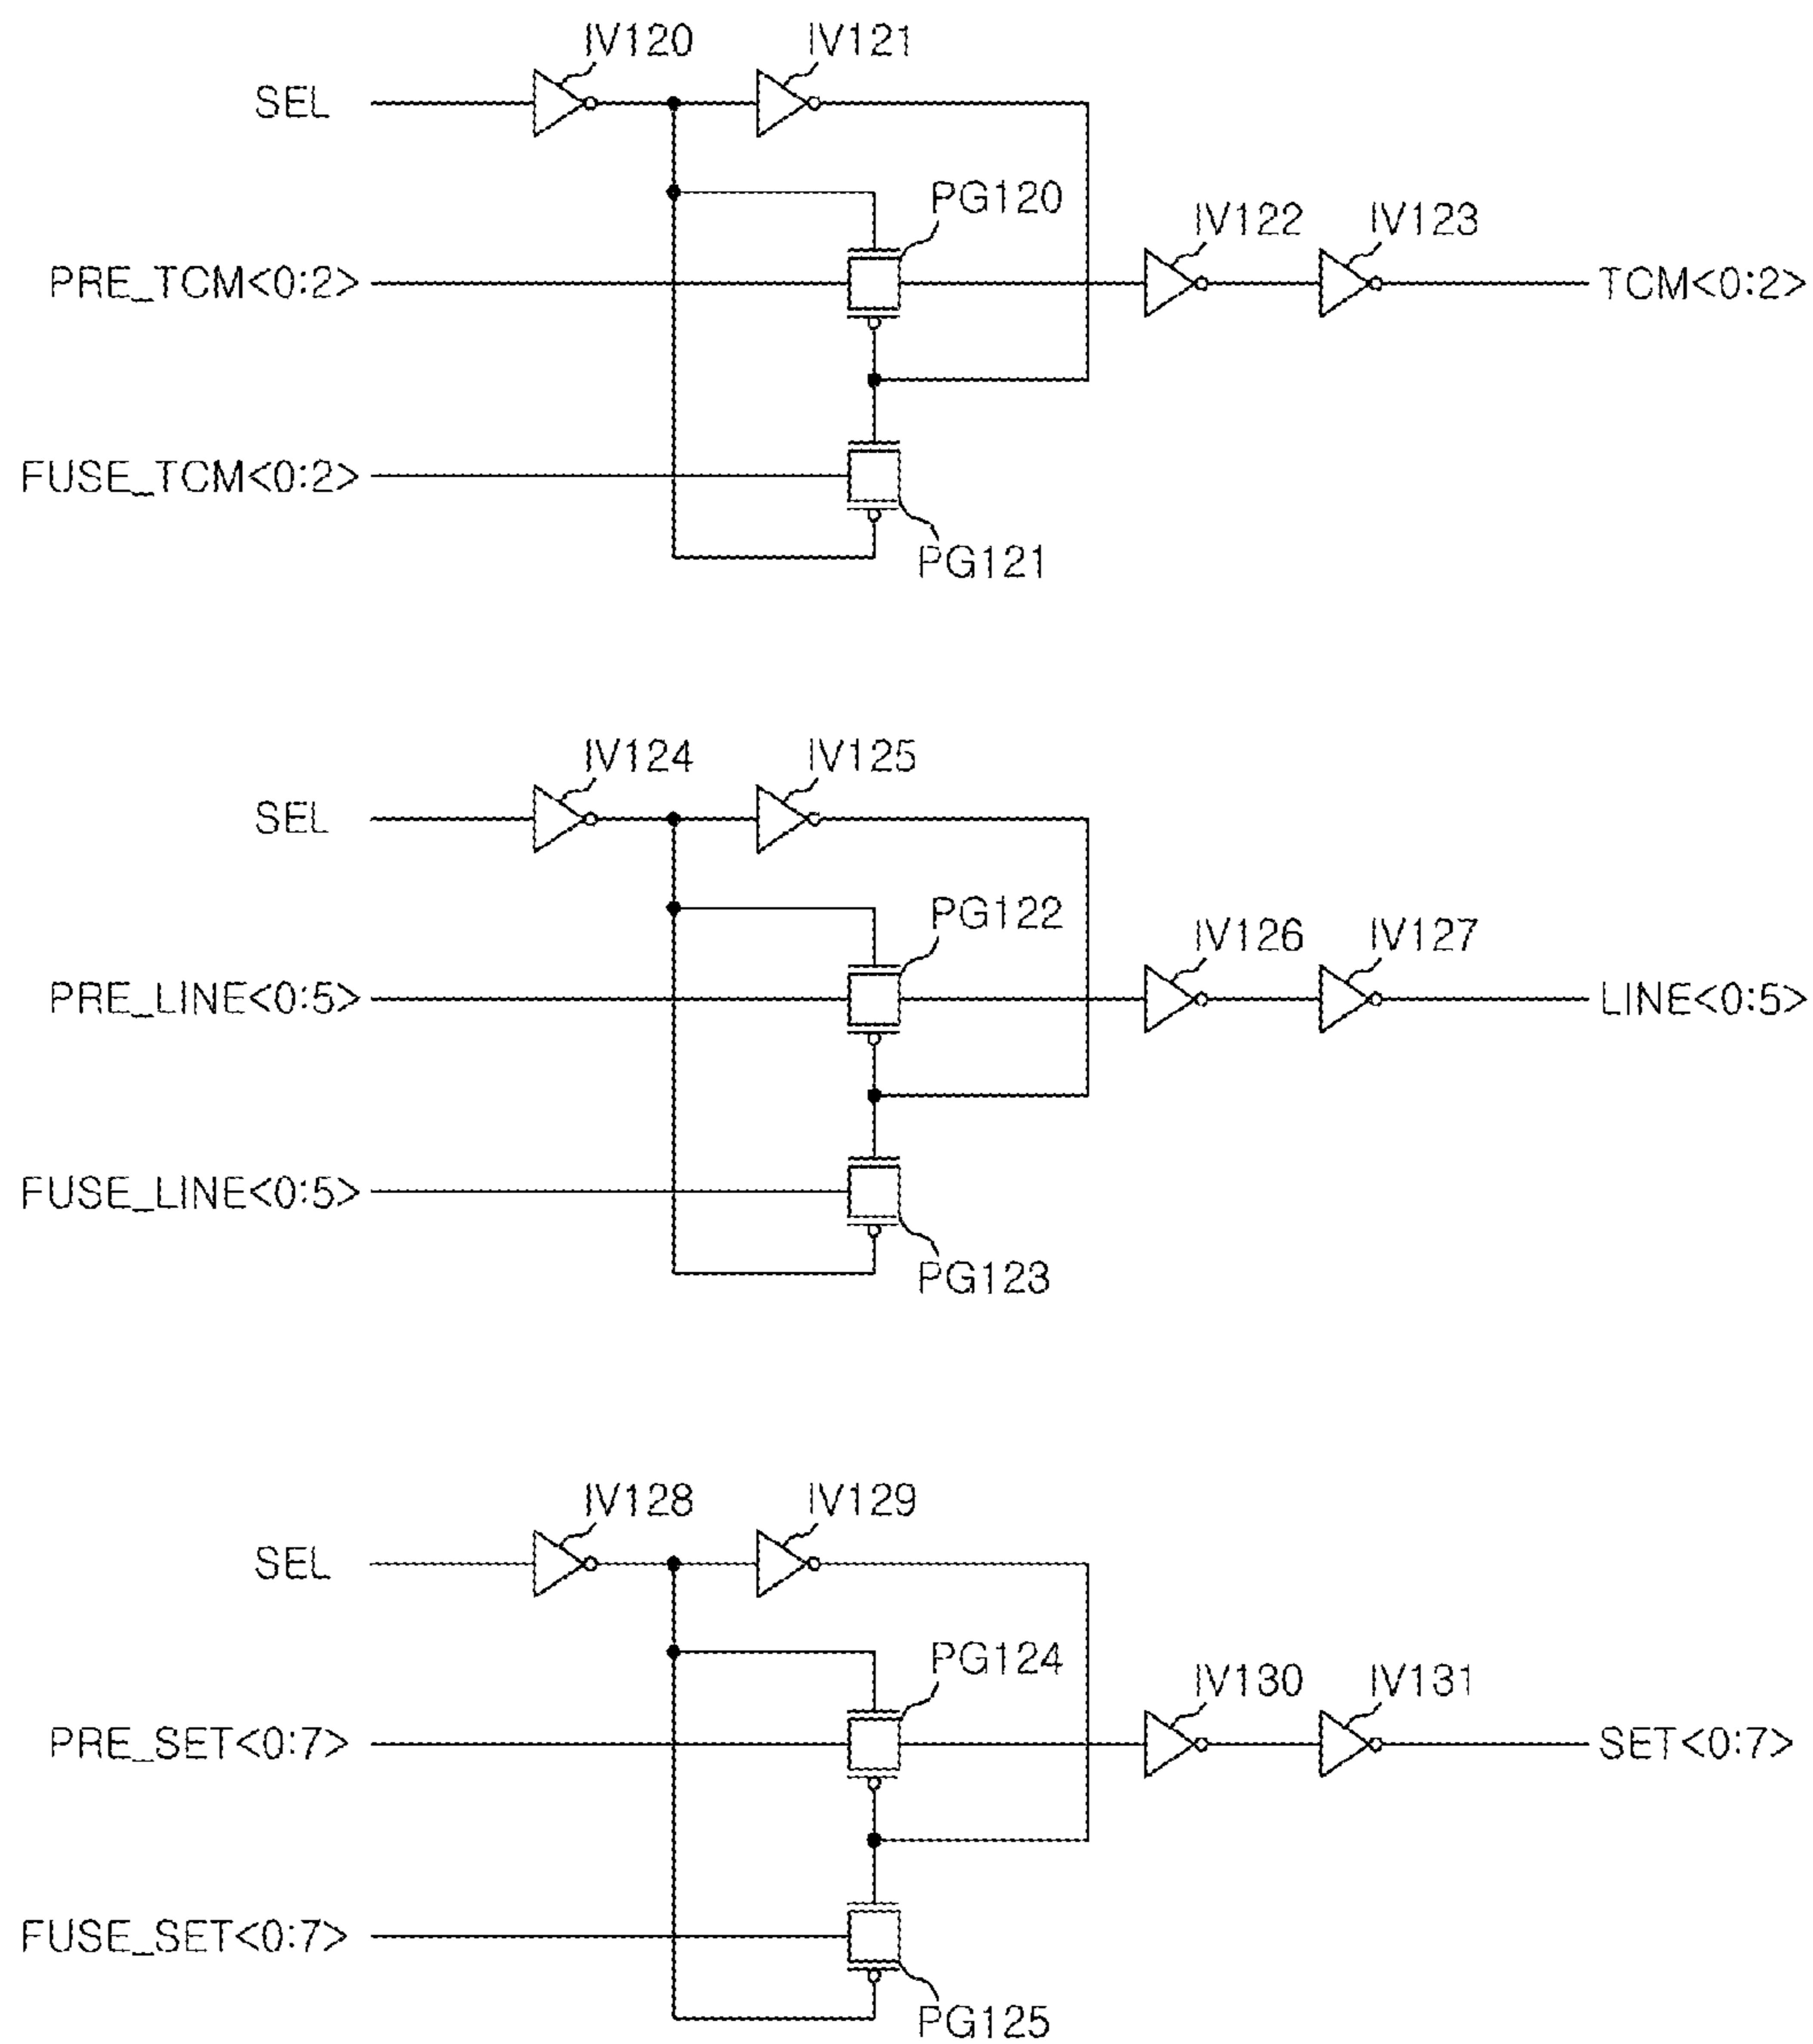 IV120
IV121
SEL
PG120
IV122
IV123
PRE_TCM<0:2>
TCM<0:2>
FUSE_TCM<0:2>
PG121
IV124
IV125
SEL
PG122
IV126
IV127
PRE_LINE<0:5>
LINE<0:5>
FUSE_LINE<0:5>
PG123
IV128
IV129
SEL
PG124
IV130
IV131
PRE_SET<0:7>
SET<0:7>
FUSE_SET<0:7>
PG125